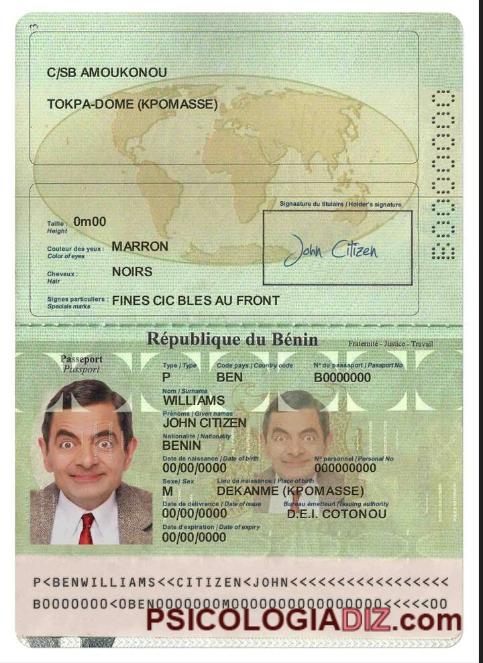 C/SB AMOUKONOU
TOKPA-DOME (KPOMASSE)
B0000000
Signature du titulaire / Holder's signature
John Citizen
Taille : 0m00
Height
Couleur des yeux : MARRON
Color of eyes
Cheveux : NOIRS
Hair
Signes particuliers : FINES CIC BLES AU FRONT
Specials marks
République du Bénin
Fraternité - Justice - Travail
Passeport
Passport
Type / Type Code pays / Country code N° du passeport / Passport No
P BEN B0000000
Nom / Surname
WILLIAMS
Prénoms / Given names
JOHN CITIZEN
Nationalité / Nationality
BENIN
Date de naissance / Date of birth N° personnel / Personal No
00/00/0000 000000000
Sexe/ Sex Lieu de naissance / Place of birth
M DEKANME (KPOMASSE)
Date de délivrance / Date of issue Bureau émetteur / Issuing authority
00/00/0000 D.E.I. COTONOU
Date d'expiration / Date of expiry
00/00/0000
P<BENWILLIAMS<<CITIZEN<JOHN<<<<<<<<<<<<<<<<<<
PSICOLOGIADIZ.com